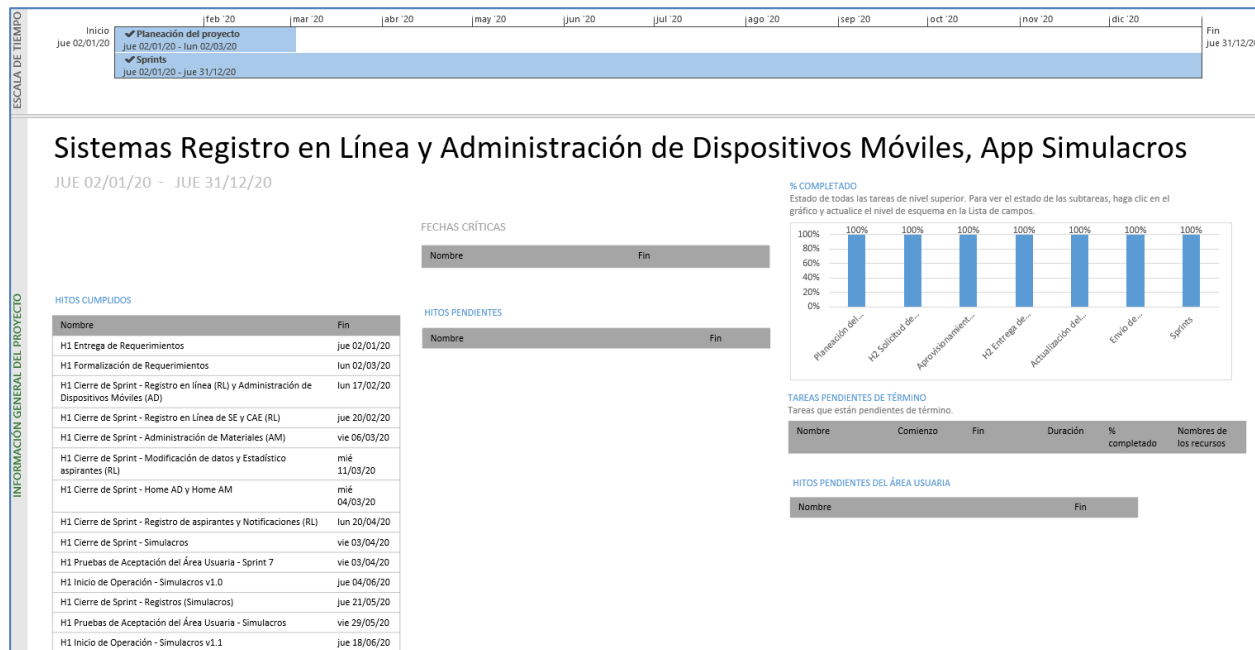 ESCALA DE TIEMPO
feb '20 mar '20 abr '20 may '20 jun '20 jul '20 ago '20 sep '20 oct '20 nov '20 dic '20
Inicio
jue 02/01/20
✔Planeación del proyecto
jue 02/01/20 - lun 02/03/20
✔Sprints
jue 02/01/20 - jue 31/12/20
Fin
jue 31/12/20
INFORMACIÓN GENERAL DEL PROYECTO
Sistemas Registro en Línea y Administración de Dispositivos Móviles, App Simulacros
JUE 02/01/20 - JUE 31/12/20
HITOS CUMPLIDOS
Nombre Fin
H1 Entrega de Requerimientos jue 02/01/20
H1 Formalización de Requerimientos lun 02/03/20
H1 Cierre de Sprint - Registro en línea (RL) y Administración de lun 17/02/20
Dispositivos Móviles (AD)
H1 Cierre de Sprint - Registro en Línea de SE y CAE (RL) jue 20/02/20
H1 Cierre de Sprint - Administración de Materiales (AM) vie 06/03/20
H1 Cierre de Sprint - Modificación de datos y Estadístico mié
aspirantes (RL) 11/03/20
H1 Cierre de Sprint - Home AD y Home AM mié
04/03/20
H1 Cierre de Sprint - Registro de aspirantes y Notificaciones (RL) lun 20/04/20
H1 Cierre de Sprint - Simulacros vie 03/04/20
H1 Pruebas de Aceptación del Área Usuaria - Sprint 7 vie 03/04/20
H1 Inicio de Operación - Simulacros v1.0 jue 04/06/20
H1 Cierre de Sprint - Registros (Simulacros) jue 21/05/20
H1 Pruebas de Aceptación del Área Usuaria - Simulacros vie 29/05/20
H1 Inicio de Operación - Simulacros v1.1 jue 18/06/20
FECHAS CRÍTICAS
Nombre Fin
HITOS PENDIENTES
Nombre Fin
% COMPLETADO
Estado de todas las tareas de nivel superior. Para ver el estado de las subtareas, haga clic en el
gráfico y actualice el nivel de esquema en la Lista de campos.
100% 100% 100% 100% 100% 100% 100%
100%
80%
60%
40%
20%
0%
Planeación del...
H2 Solicitud de...
Aprovisionamient...
H2 Entrega de...
Actualización del...
Envío de...
Sprints
TAREAS PENDIENTES DE TÉRMINO
Tareas que están pendientes de término.
Nombre Comienzo Fin Duración % Nombres de
completado los recursos
HITOS PENDIENTES DEL ÁREA USUARIA
Nombre Fin